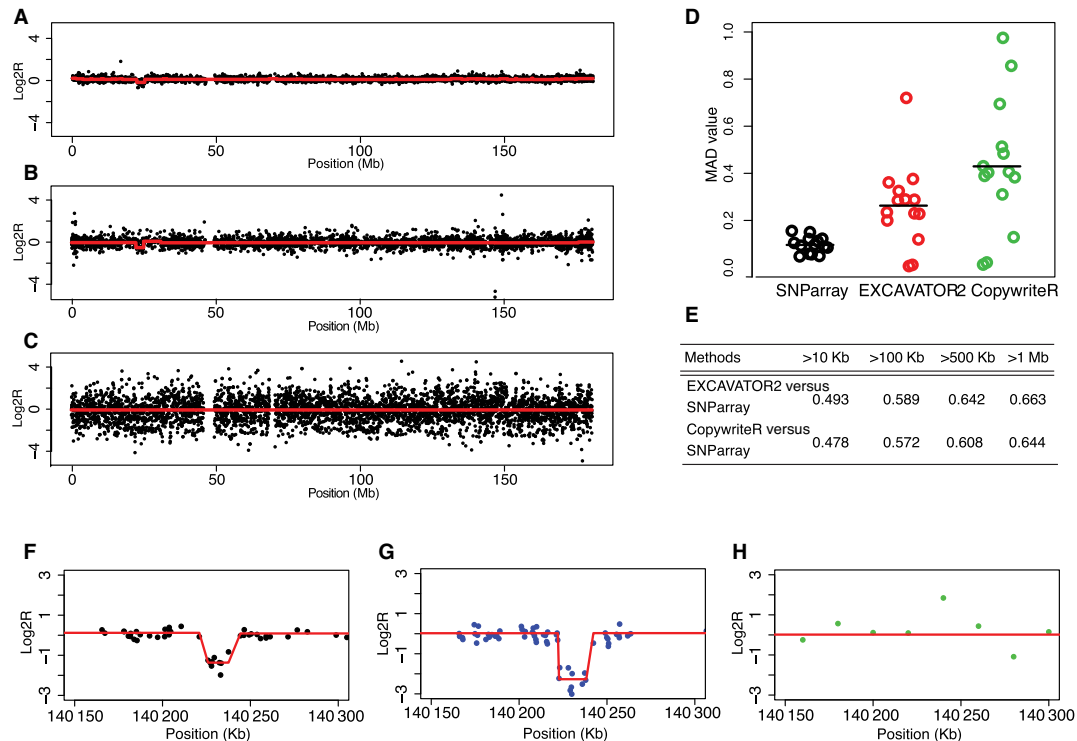 A
Log2R
4
0
−4
0
50
100
150
Position (Mb)
B
Log2R
4
0
−4
0
50
100
150
Position (Mb)
C
Log2R
4
0
−4
0
50
100
150
Position (Mb)
D
MAD value
1.0
0.8
0.6
0.4
0.2
0.0
SNParray EXCAVATOR2 CopywriteR
E
Methods >10 Kb >100 Kb >500 Kb >1 Mb
EXCAVATOR2 versus
SNParray 0.493 0.589 0.642 0.663
CopywriteR versus
SNParray 0.478 0.572 0.608 0.644
F
Log2R
3
1
−1
−3
140 150 140 200 140 250 140 300
Position (Kb)
G
Log2R
3
1
−1
−3
140 150 140 200 140 250 140 300
Position (Kb)
H
Log2R
3
1
−1
−3
140 150 140 200 140 250 140 300
Position (Kb)